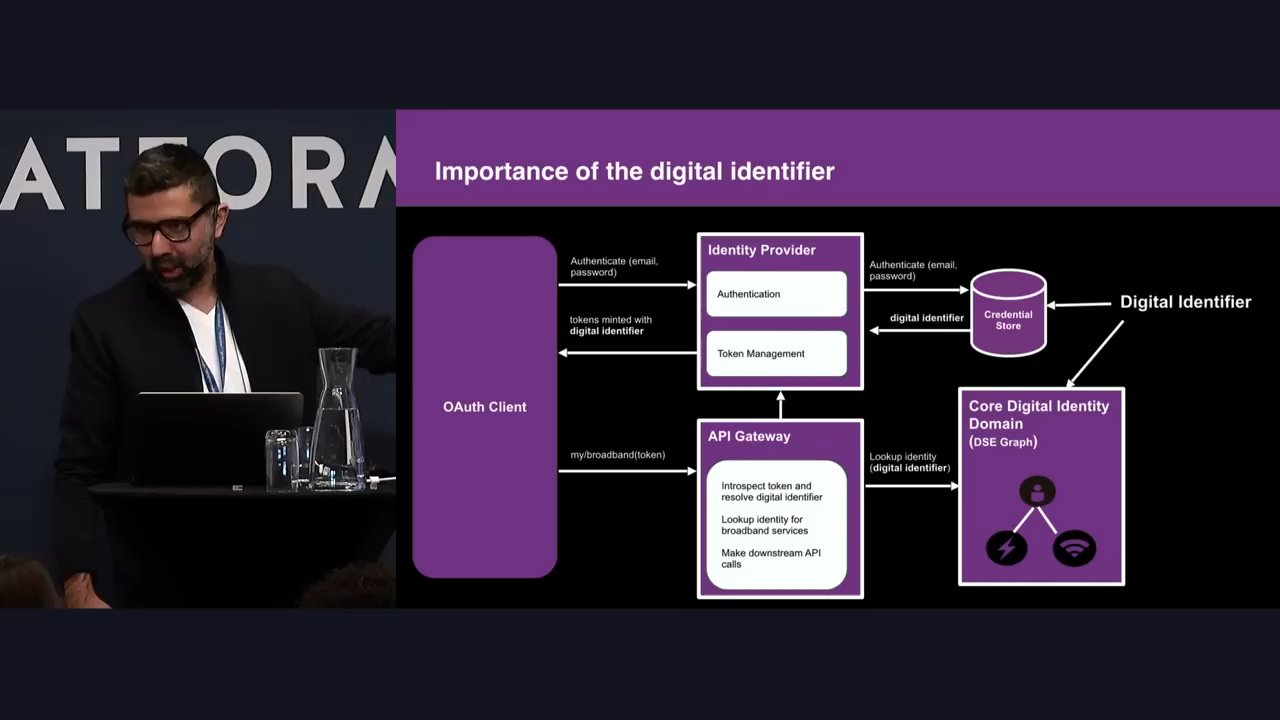 ATFORM
Importance of the digital identifier
OAuth Client
Authenticate (email,
password)
tokens minted with
digital identifier
my/broadband(token)
Identity Provider
Authentication
Token Management
API Gateway
Introspect token and
resolve digital identifier
Lookup identity for
broadband services
Make downstream API
calls
Authenticate (email,
password)
digital identifier
Credential
Store
Digital Identifier
Lookup identity
(digital identifier)
Core Digital Identity
Domain
(DSE Graph)